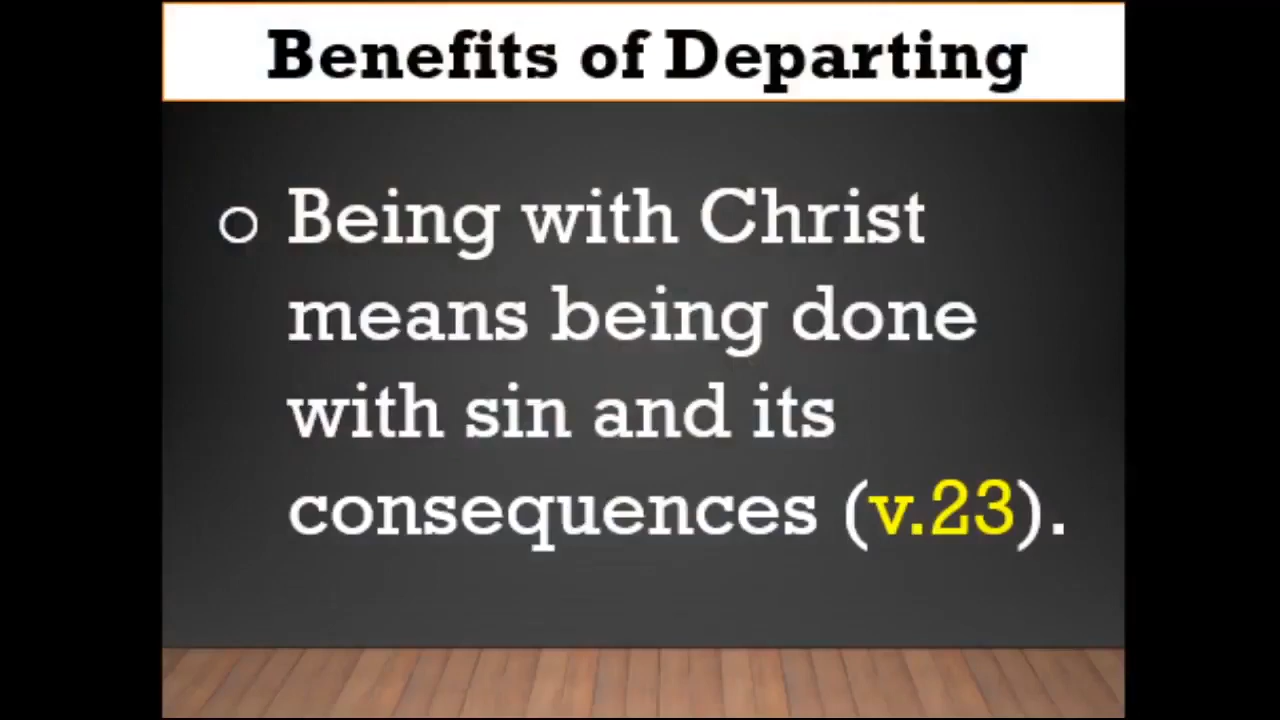 Benefits of Departing
o Being with Christ
means being done
with sin and its
consequences (v.23).